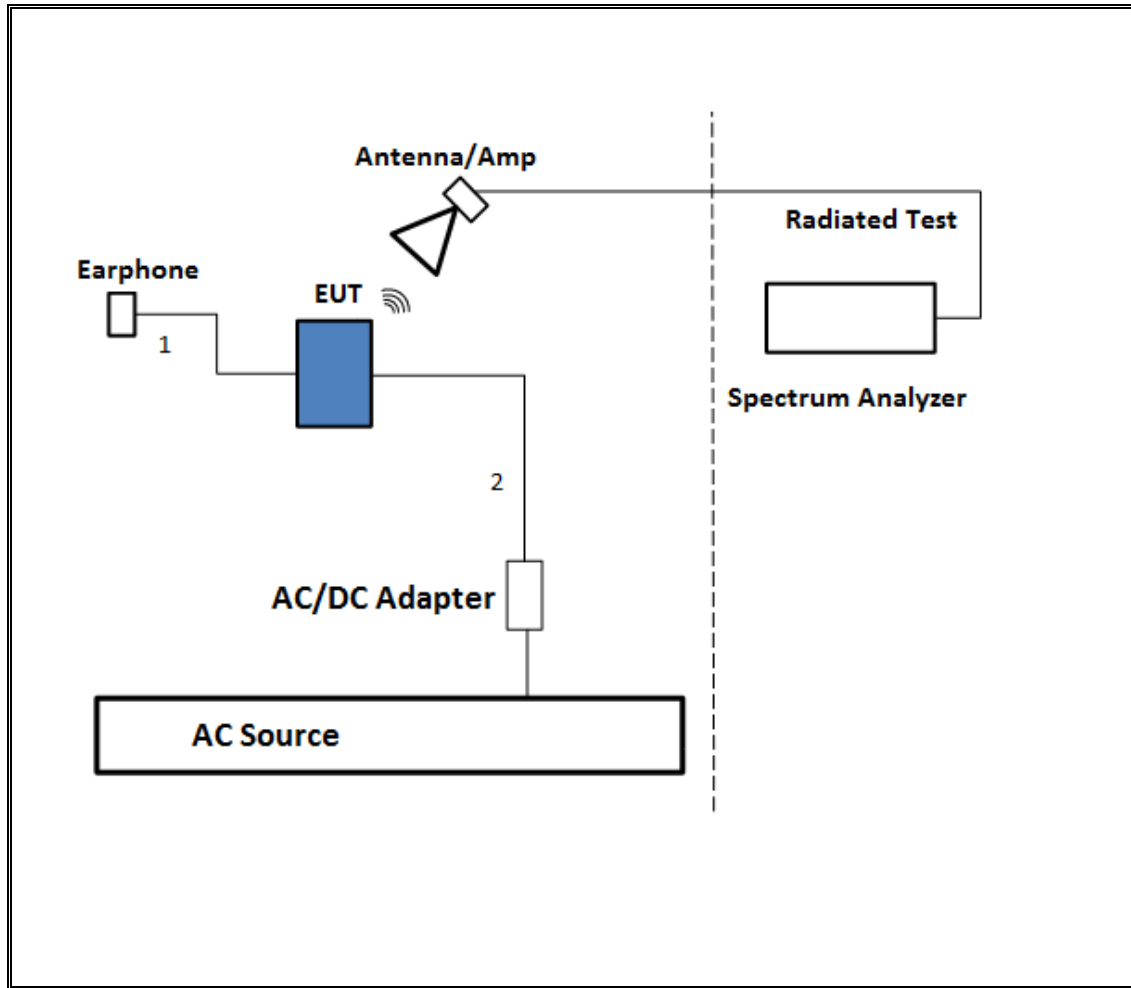 Antenna/Amp
Radiated Test
Earphone
EUT
1
Spectrum Analyzer
2
AC/DC Adapter
AC Source